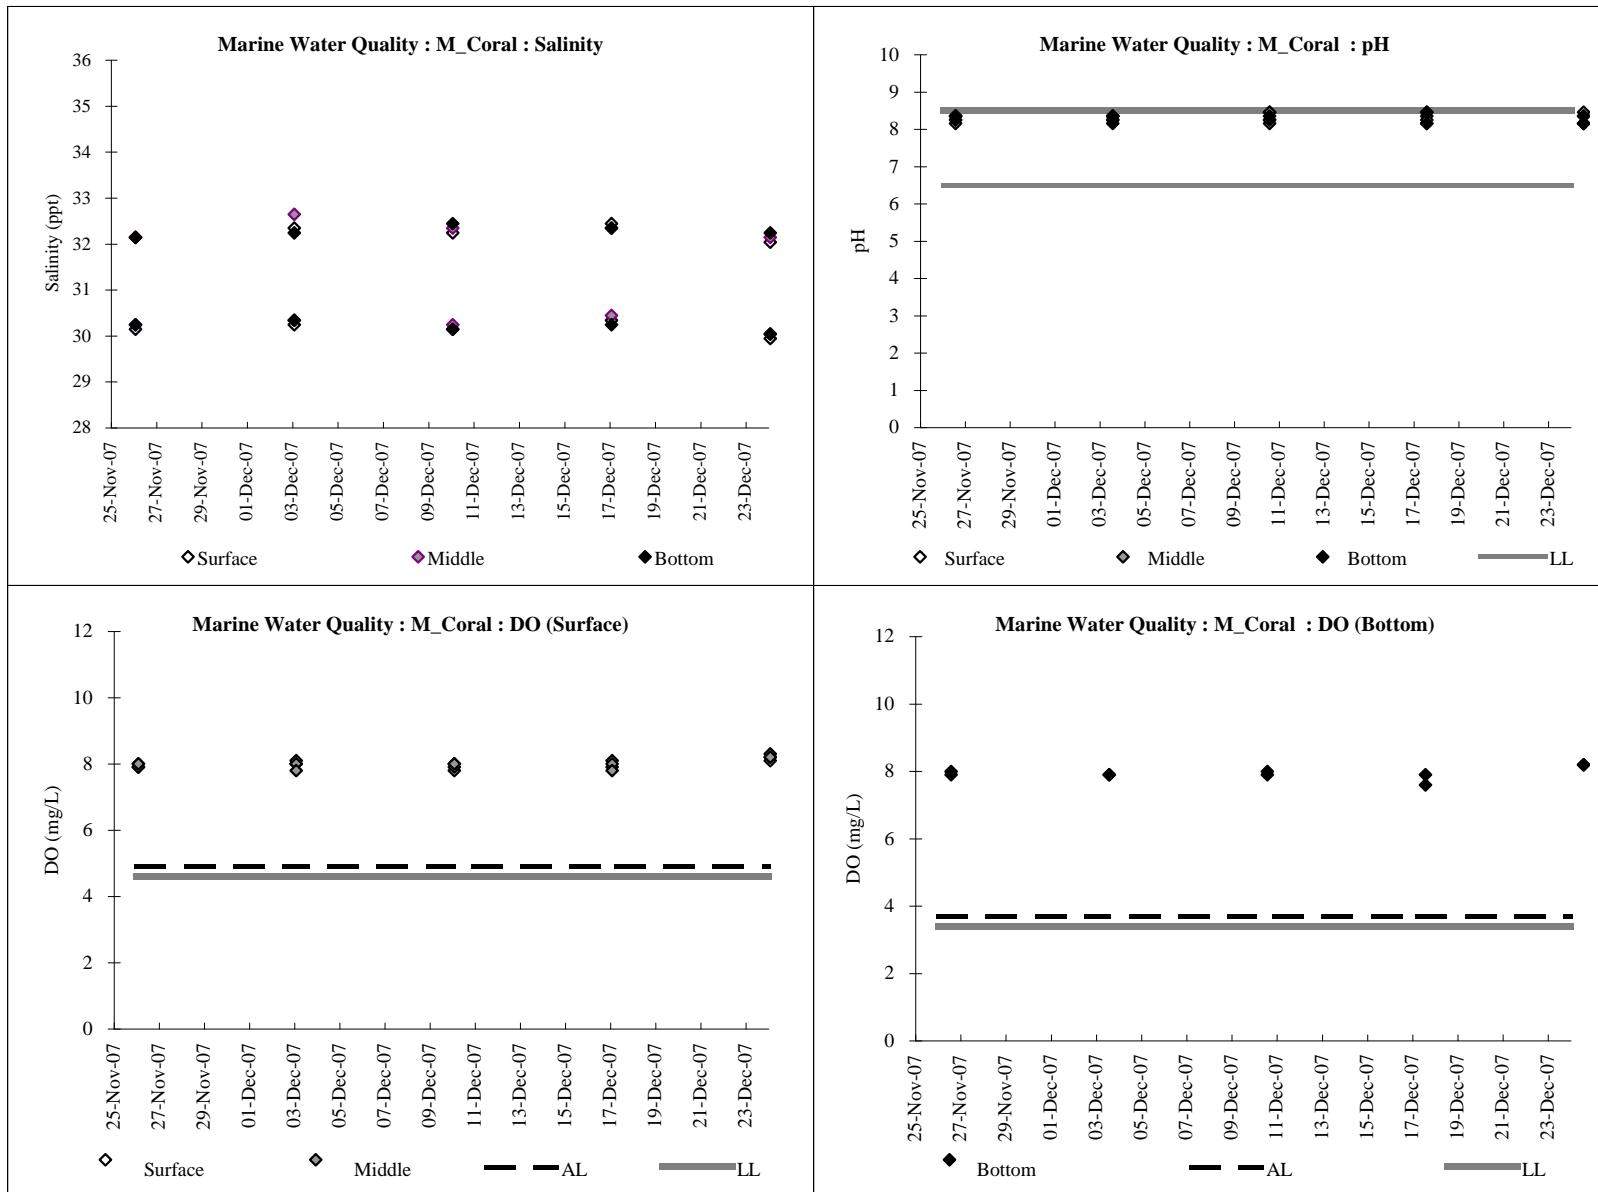 Marine Water Quality : M_Coral : Salinity
36
35
34
33
32
31
30
29
28
Salinity (ppt)
25-Nov-07
27-Nov-07
29-Nov-07
01-Dec-07
03-Dec-07
05-Dec-07
07-Dec-07
09-Dec-07
11-Dec-07
13-Dec-07
15-Dec-07
17-Dec-07
19-Dec-07
21-Dec-07
23-Dec-07
Surface Middle Bottom
Marine Water Quality : M_Coral : pH
10
9
8
7
6
5
4
3
2
1
0
pH
25-Nov-07
27-Nov-07
29-Nov-07
01-Dec-07
03-Dec-07
05-Dec-07
07-Dec-07
09-Dec-07
11-Dec-07
13-Dec-07
15-Dec-07
17-Dec-07
19-Dec-07
21-Dec-07
23-Dec-07
Surface Middle Bottom LL
Marine Water Quality : M_Coral : DO (Surface)
12
10
8
6
4
2
0
DO (mg/L)
25-Nov-07
27-Nov-07
29-Nov-07
01-Dec-07
03-Dec-07
05-Dec-07
07-Dec-07
09-Dec-07
11-Dec-07
13-Dec-07
15-Dec-07
17-Dec-07
19-Dec-07
21-Dec-07
23-Dec-07
Surface Middle AL LL
Marine Water Quality : M_Coral : DO (Bottom)
12
10
8
6
4
2
0
DO (mg/L)
25-Nov-07
27-Nov-07
29-Nov-07
01-Dec-07
03-Dec-07
05-Dec-07
07-Dec-07
09-Dec-07
11-Dec-07
13-Dec-07
15-Dec-07
17-Dec-07
19-Dec-07
21-Dec-07
23-Dec-07
Bottom AL LL